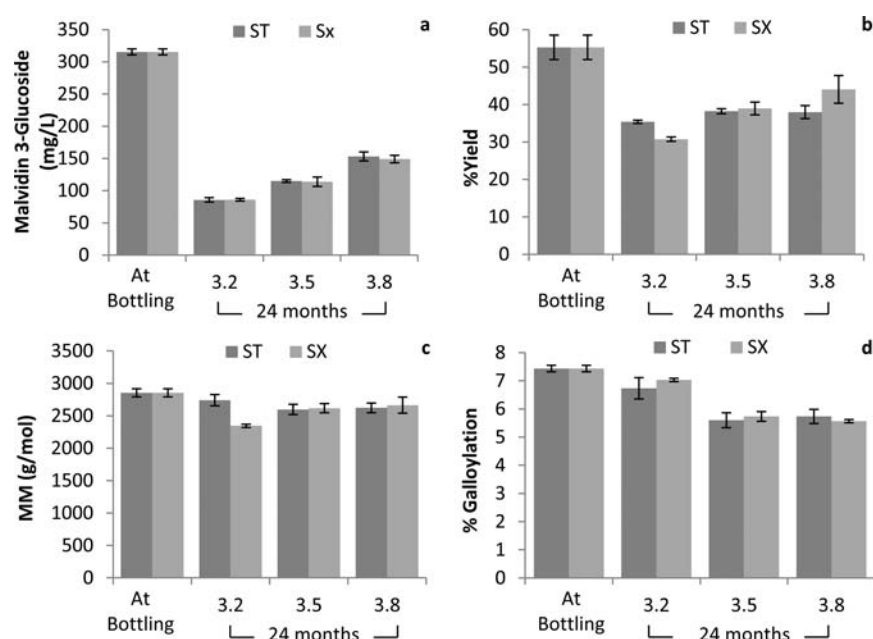 a
ST Sx
Malvidin 3-Glucoside
(mg/L)
350
300
250
200
150
100
50
0
At
Bottling
3.2 3.5 3.8
24 months
b
ST SX
%Yield
60
50
40
30
20
10
0
At
Bottling
3.2 3.5 3.8
24 months
c
ST SX
MM (g/mol)
3500
3000
2500
2000
1500
1000
500
0
At
Bottling
3.2 3.5 3.8
24 months
d
ST SX
% Galloylation
8
7
6
5
4
3
2
1
0
At
Bottling
3.2 3.5 3.8
24 months